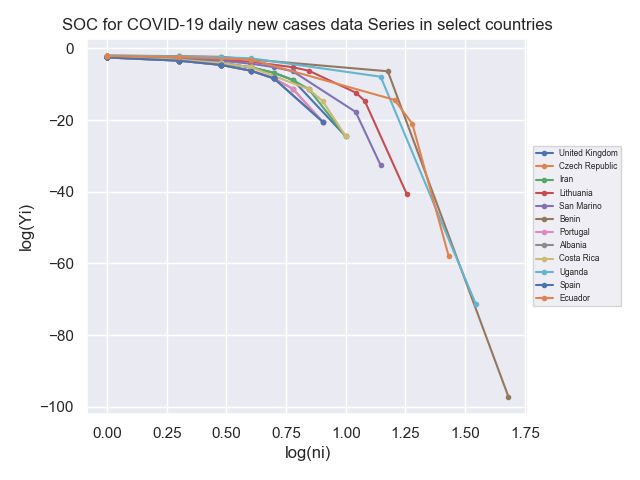 SOC for COVID-19 daily new cases data Series in select countries
0
−20
−40
−60
−80
−100
log(Yi)
0.00 0.25 0.50 0.75 1.00 1.25 1.50 1.75
log(ni)
United Kingdom
Czech Republic
Iran
Lithuania
San Marino
Benin
Portugal
Albania
Costa Rica
Uganda
Spain
Ecuador